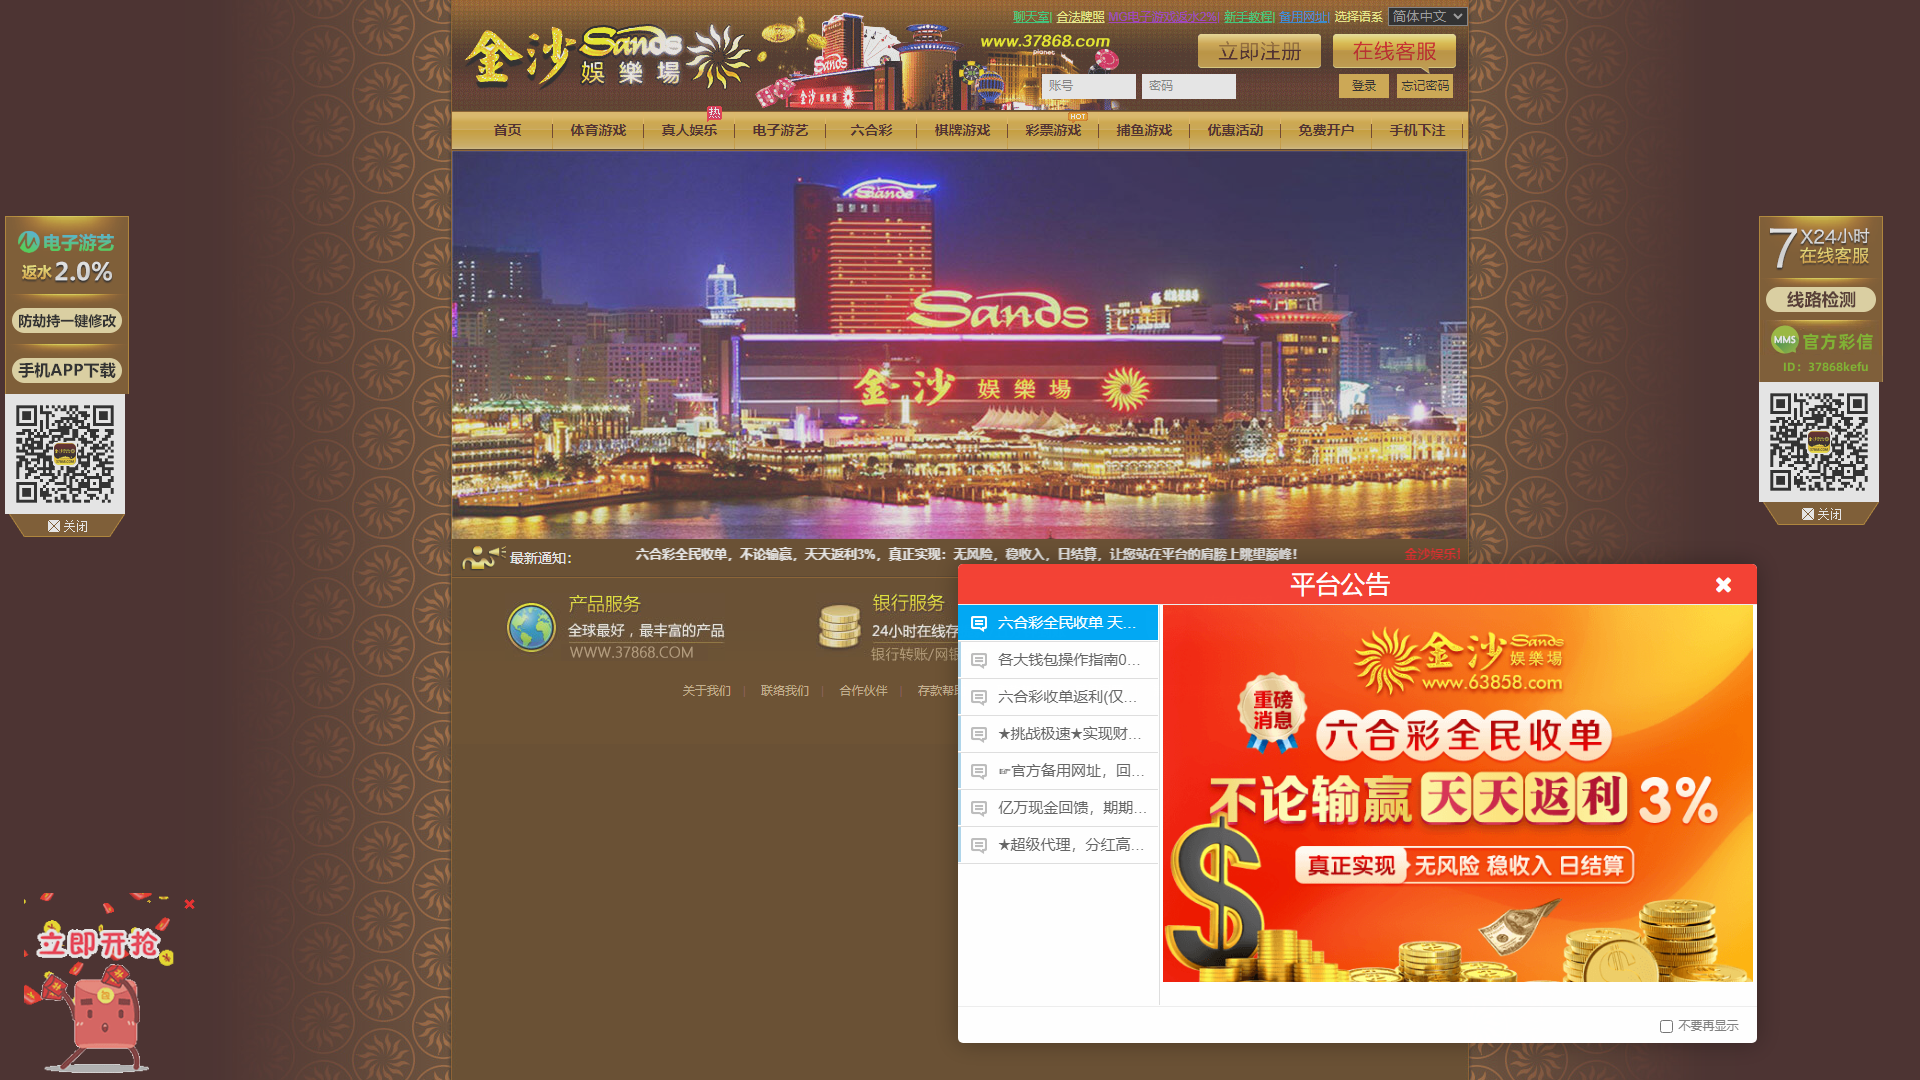 聊天室| 合法牌照 | 新手教程| 备用网址| 选择语系 简体中文
金沙 Sands 娱樂場
www.37868.com
立即注册 在线客服
账号 密码 登录 忘记密码
热 HOT
首页 体育游戏 真人娱乐 电子游艺 六合彩 棋牌游戏 彩票游戏 捕鱼游戏 优惠活动 免费开户 手机下注
Sands
Sands
金沙 娱樂場
电子游艺
返水2.0%
防劫持一键修改
手机APP下载
关闭
7X24小时
在线客服
线路检测
MMS 官方彩信
ID: 37868kefu
关闭
最新通知：
六合彩全民收单，不论输赢，天天返利3%，真正实现：无风险，稳收入，日结算，让您站在平台的肩膀上眺望巅峰！
金沙娱乐!
产品服务
全球最好，最丰富的产品
WWW.37868.COM
银行服务
24小时在线存
银行转账/网银
关于我们 | 联络我们 | 合作伙伴 | 存款帮助
平台公告
六合彩全民收单 天...
各大钱包操作指南0...
六合彩收单返利(仅...
★挑战极速★实现财...
☞官方备用网址，回...
亿万现金回馈，期期...
★超级代理，分红高...
金沙 Sands 娱樂場
www.63858.com
重磅
消息
六合彩全民收单
不论输赢 天天返利 3%
真正实现 无风险 稳收入 日结算
不要再显示
立即开抢